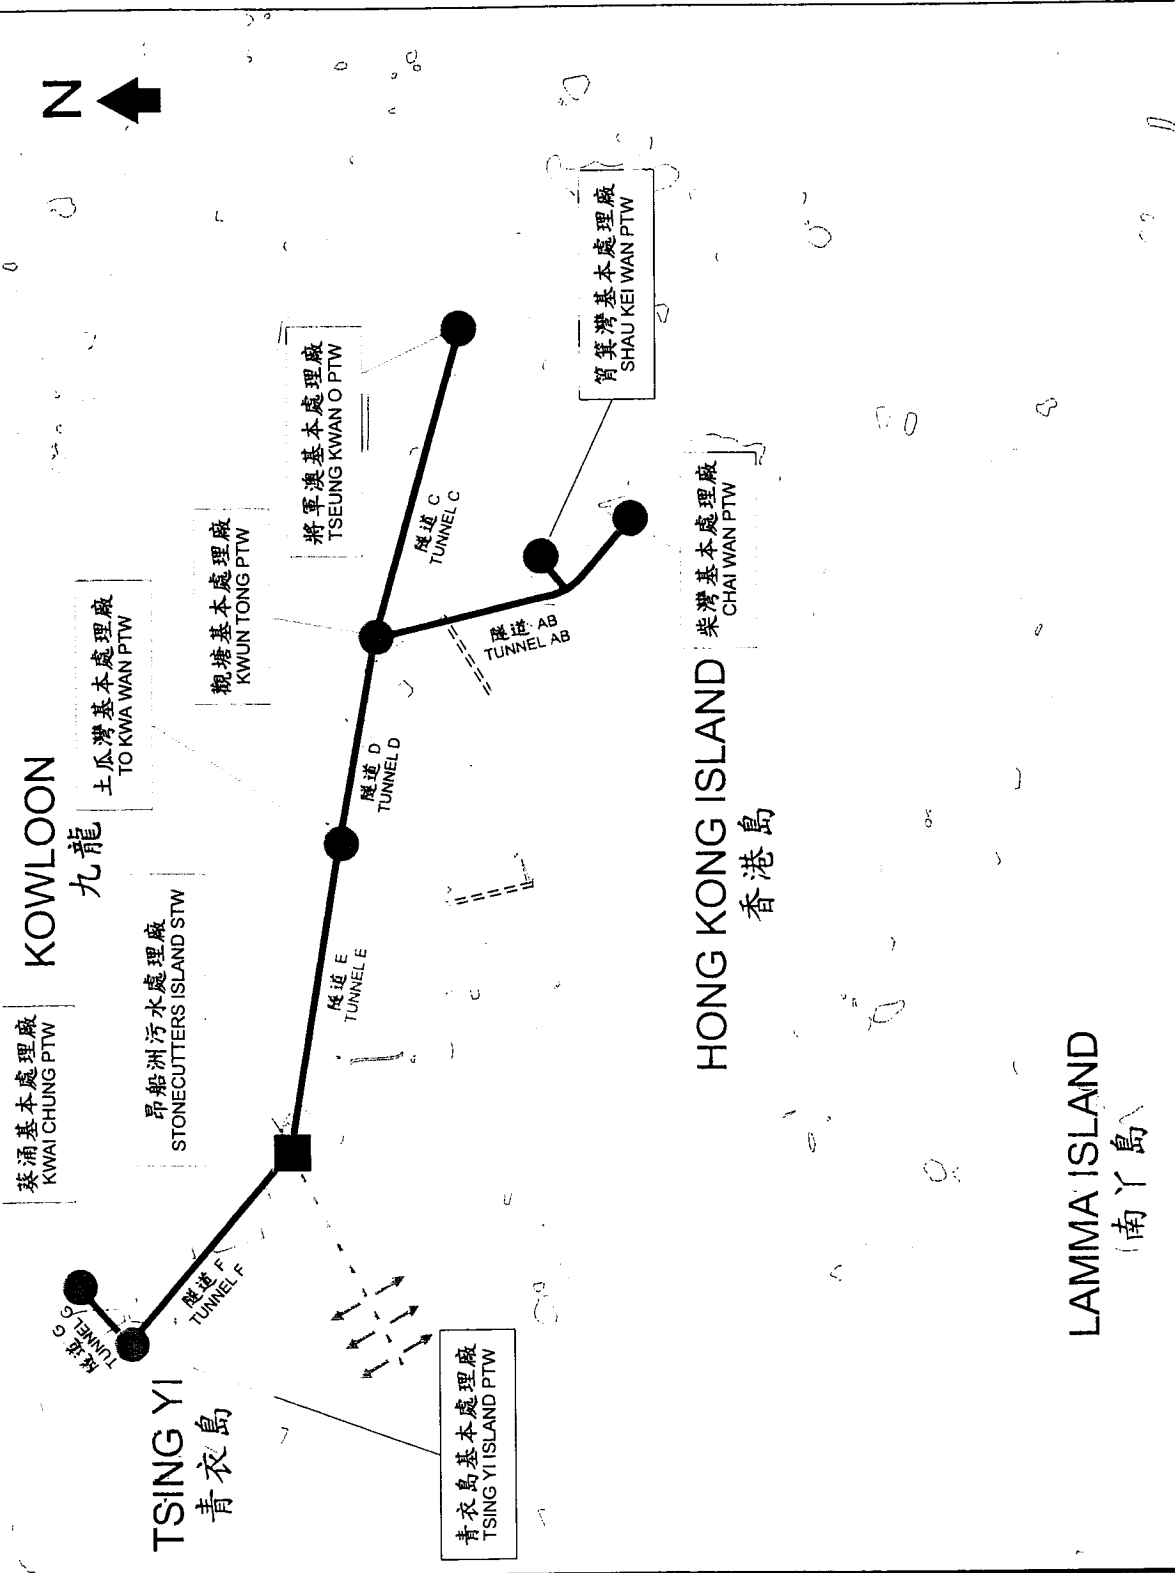 N
KOWLOON
九龍
葵涌基本處理廠
KWAI CHUNG PTW
土瓜灣基本處理廠
TO KWA WAN PTW
昂船洲污水處理廠
STONECUTTERS ISLAND STW
觀塘基本處理廠
KWUN TONG PTW
將軍澳基本處理廠
TSEUNG KWAN O PTW
隧道 G
TUNNEL G
隧道 F
TUNNEL F
隧道 E
TUNNEL E
隧道 D
TUNNEL D
隧道 C
TUNNEL C
隧道 AB
TUNNEL AB
TSING YI
青衣島
青衣島基本處理廠
TSING YI ISLAND PTW
筲箕灣基本處理廠
SHAU KEI WAN PTW
柴灣基本處理廠
CHAI WAN PTW
HONG KONG ISLAND
香港島
LAMMA ISLAND
南丫島